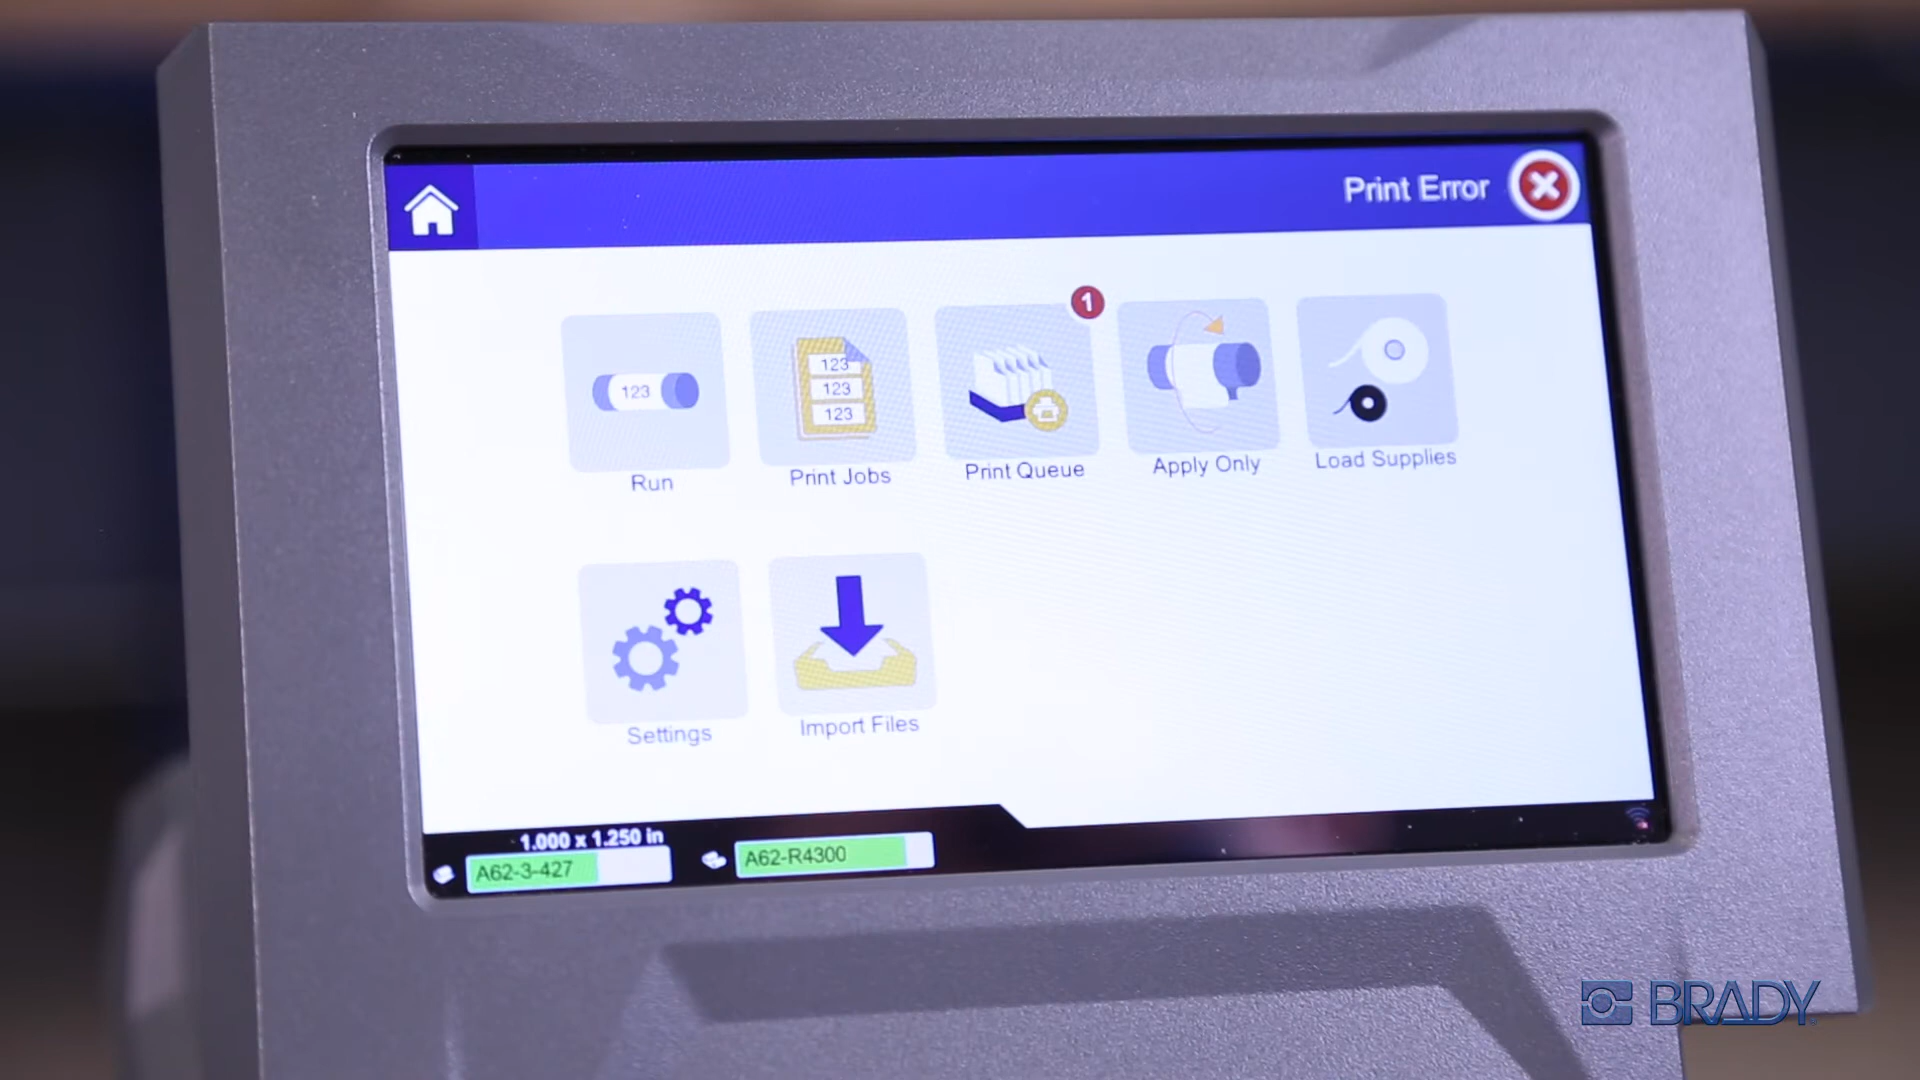 Print Error
1
123
123
123
123
Run
Print Jobs
Print Queue
Apply Only
Load Supplies
Settings
Import Files
1.000 x 1.250 in
A62-3-427
A62-R4300
BRADY